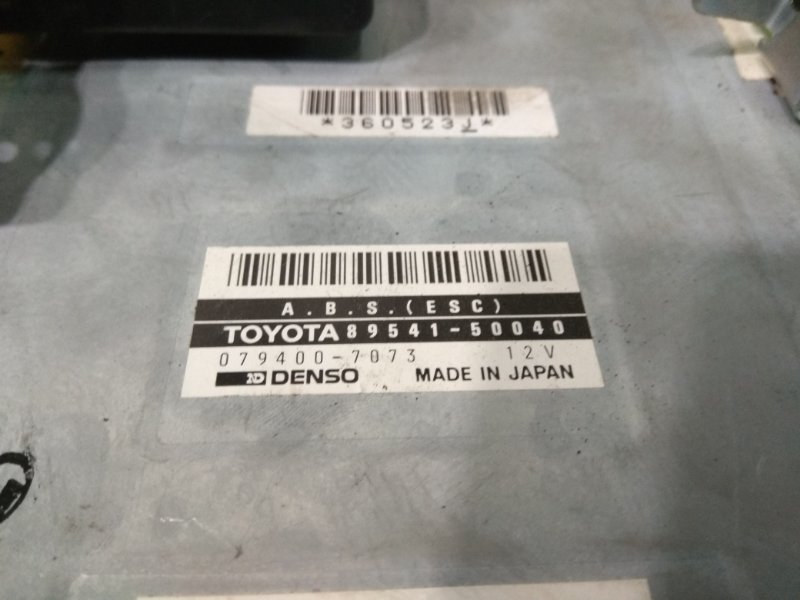 *360523J*
A.B.S.(ESC)
TOYOTA 89541-50040
079400-7073 12V
DENSO MADE IN JAPAN